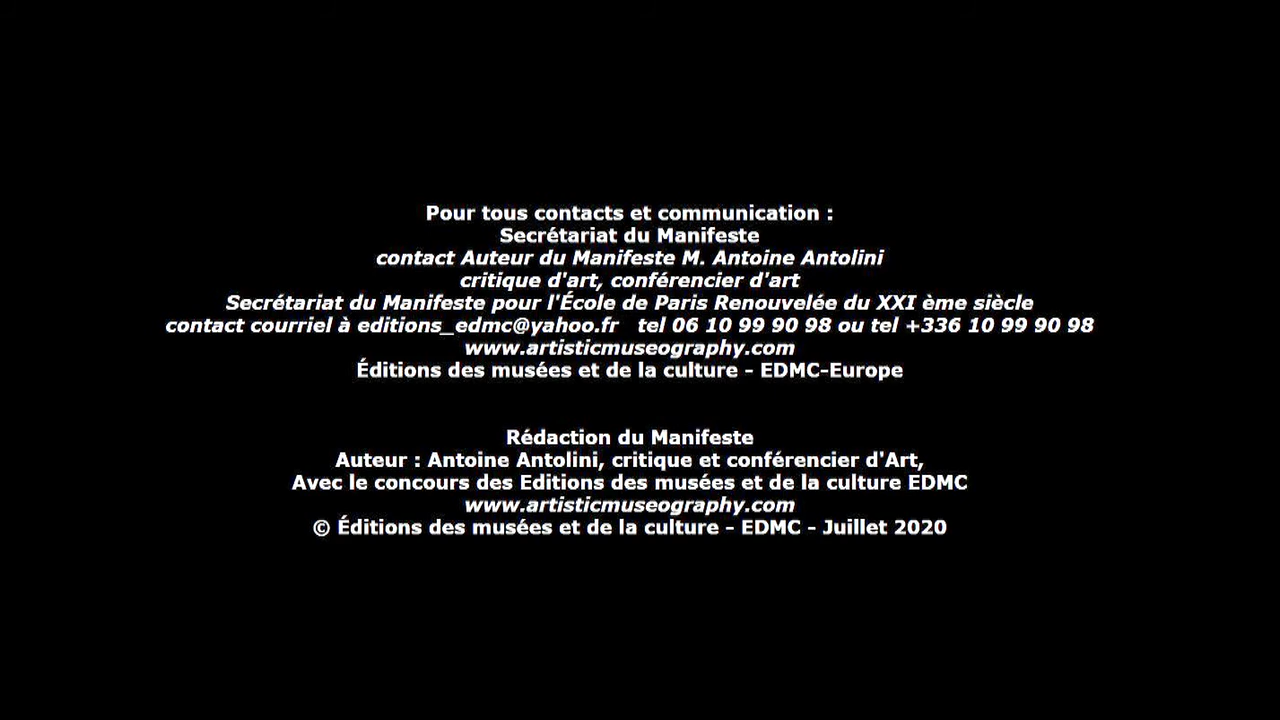 Pour tous contacts et communication :
Secrétariat du Manifeste
contact Auteur du Manifeste M. Antoine Antolini
critique d'art, conférencier d'art
Secrétariat du Manifeste pour l'École de Paris Renouvelée du XXI ème siècle
contact courriel à editions_edmc@yahoo.fr   tel 06 10 99 90 98 ou tel +336 10 99 90 98
www.artisticmuseography.com
Éditions des musées et de la culture - EDMC-Europe
Rédaction du Manifeste
Auteur : Antoine Antolini, critique et conférencier d'Art,
Avec le concours des Editions des musées et de la culture EDMC
www.artisticmuseography.com
© Éditions des musées et de la culture - EDMC - Juillet 2020